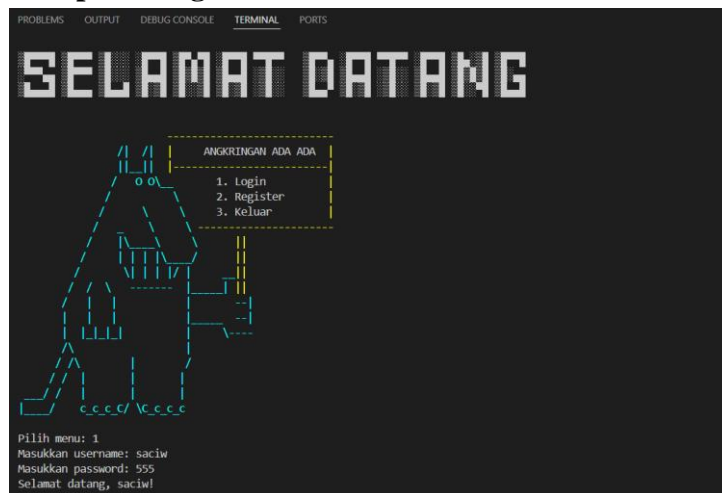 PROBLEMS OUTPUT DEBUG CONSOLE TERMINAL PORTS
SELAMAT DATANG
ANGKRINGAN ADA ADA
1. Login
2. Register
3. Keluar
Pilih menu: 1
Masukkan username: saciw
Masukkan password: 555
Selamat datang, saciw!